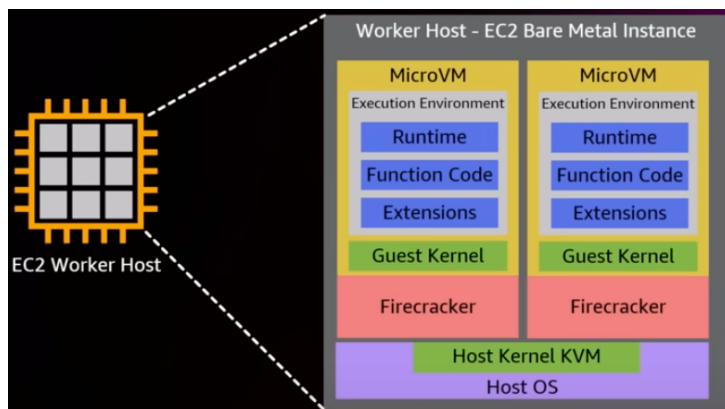 Worker Host - EC2 Bare Metal Instance
MicroVM
Execution Environment
Runtime
Function Code
Extensions
Guest Kernel
Firecracker
MicroVM
Execution Environment
Runtime
Function Code
Extensions
Guest Kernel
Firecracker
Host Kernel KVM
Host OS
EC2 Worker Host